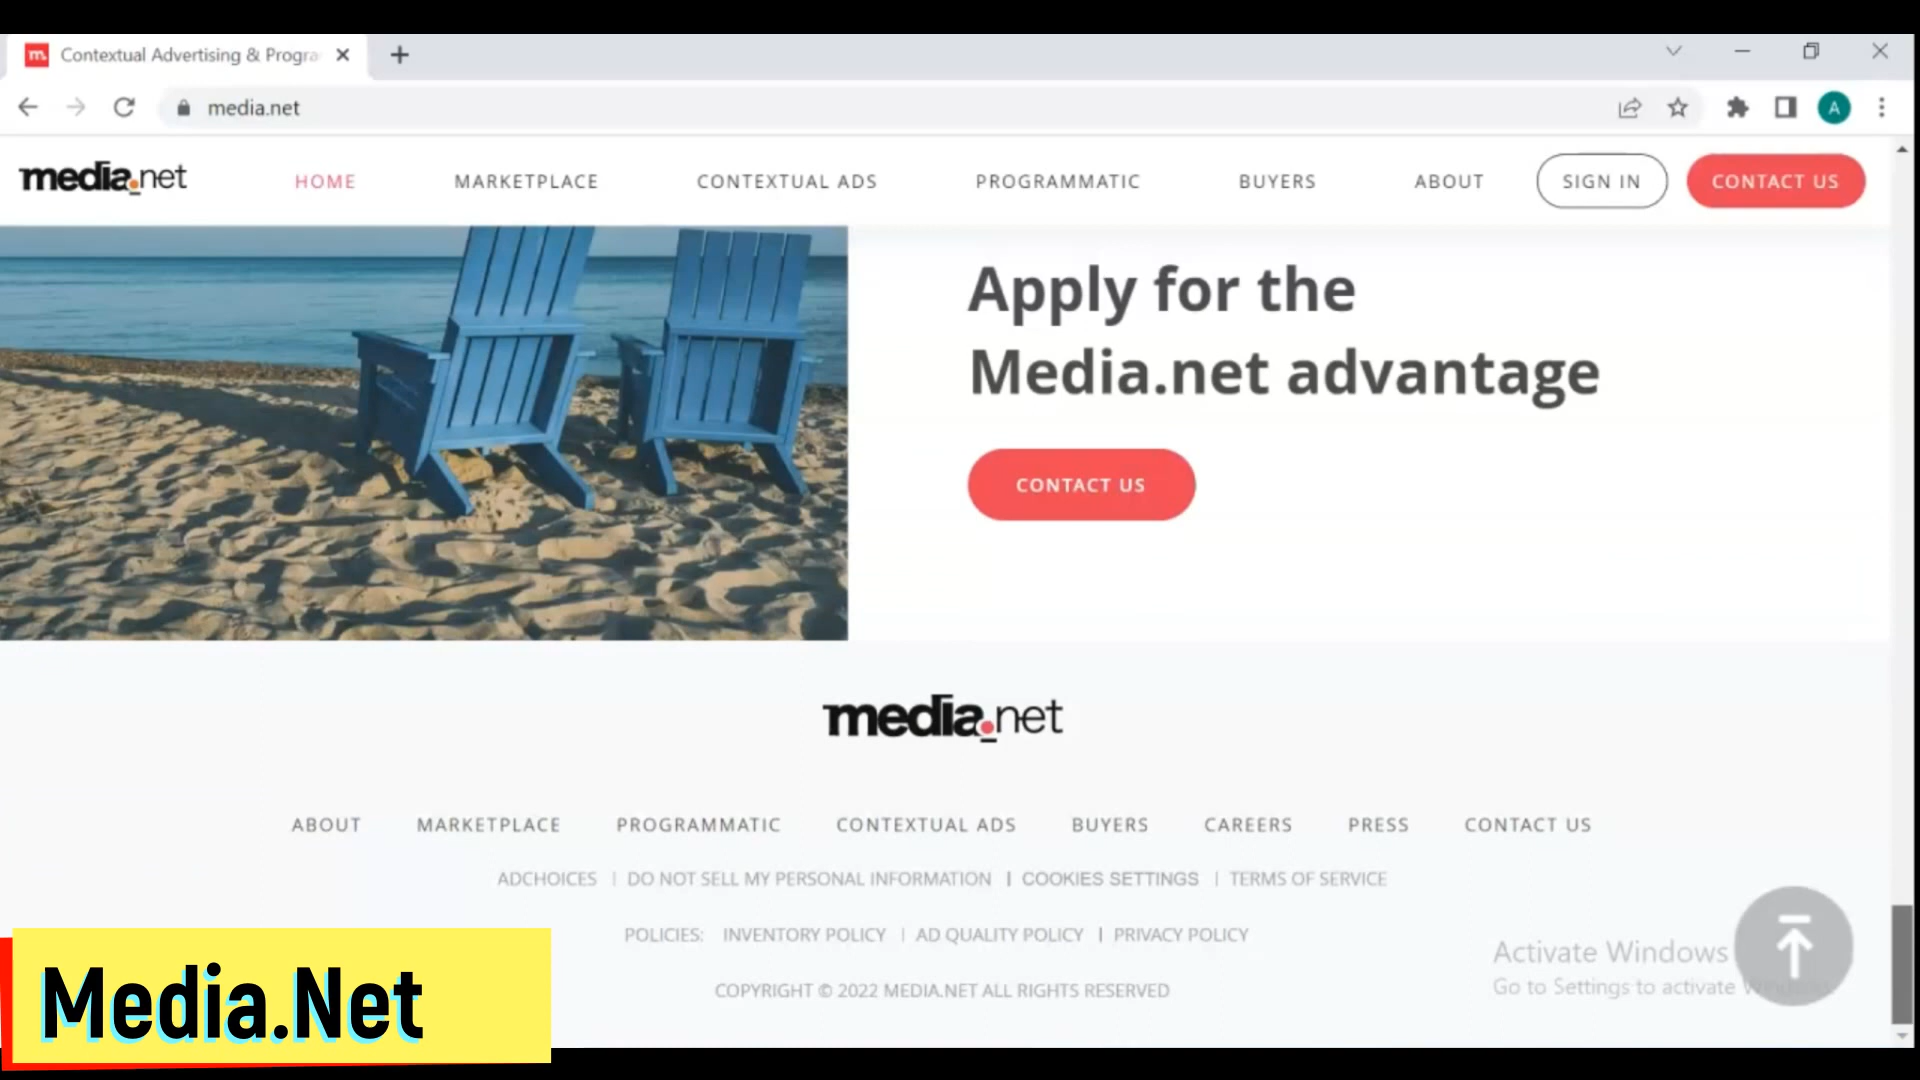 Contextual Advertising & Progra
media.net
media.net
HOME
MARKETPLACE
CONTEXTUAL ADS
PROGRAMMATIC
BUYERS
ABOUT
SIGN IN
CONTACT US
A
Apply for the
Media.net advantage
CONTACT US
media.net
ABOUT MARKETPLACE PROGRAMMATIC CONTEXTUAL ADS BUYERS CAREERS PRESS CONTACT US
ADCHOICES | DO NOT SELL MY PERSONAL INFORMATION | COOKIES SETTINGS | TERMS OF SERVICE
POLICIES: INVENTORY POLICY | AD QUALITY POLICY | PRIVACY POLICY
COPYRIGHT © 2022 MEDIA.NET ALL RIGHTS RESERVED
Activate Windows
Go to Settings to activate
Media.Net